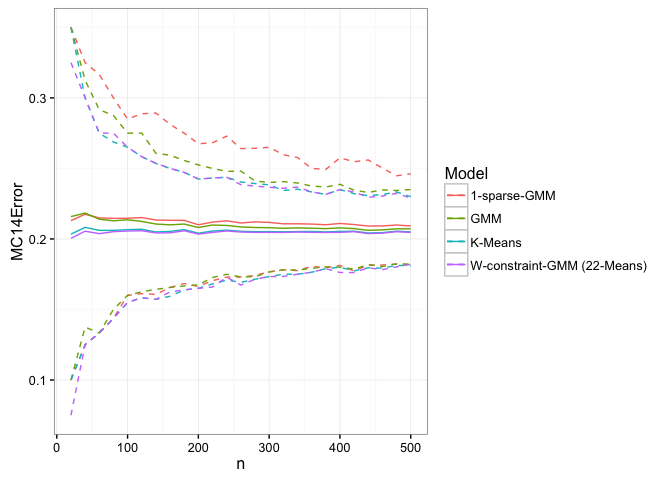 MC14Error
0.3
0.2
0.1
0
100
200
300
400
500
n
Model
1-sparse-GMM
GMM
K-Means
W-constraint-GMM (22-Means)